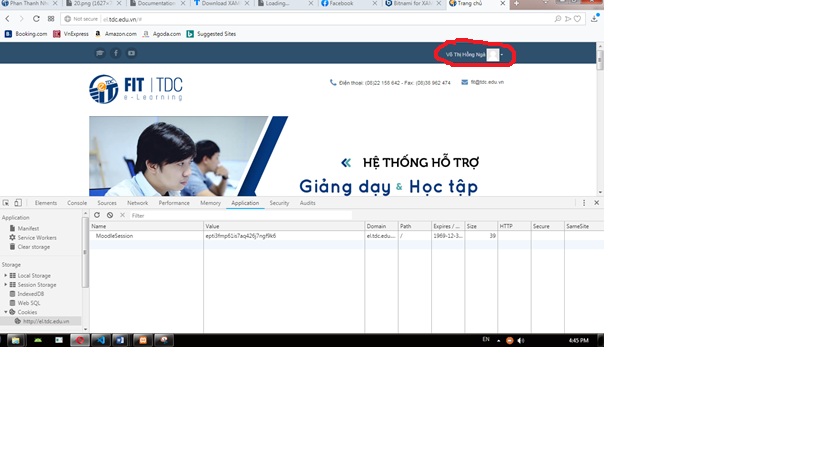 Phan Thanh Nh
20.png (1627×
Documentation
Download XAM
Loading...
Facebook
Bitnami for XAM
Trang chủ
Not secure | el.tdc.edu.vn/#
Booking.com
VnExpress
Amazon.com
Agoda.com
Suggested Sites
Võ Thị Hồng Ngà
FIT | TDC
e-Learning
Điện thoại: (08)22 158 642 - Fax: (08)38 962 474
fit@tdc.edu.vn
HỆ THỐNG HỖ TRỢ
Giảng dạy & Học tập
Elements Console Sources Network Performance Memory Application Security Audits
Application
Manifest
Service Workers
Clear storage
Storage
Local Storage
Session Storage
IndexedDB
Web SQL
Cookies
http://el.tdc.edu.vn
Filter
Name Value Domain Path Expires / ... Size HTTP Secure SameSite
MoodleSession epti3fmp61is7aq426j7ngf9k6 el.tdc.edu.... / 1969-12-3... 39
EN
4:45 PM